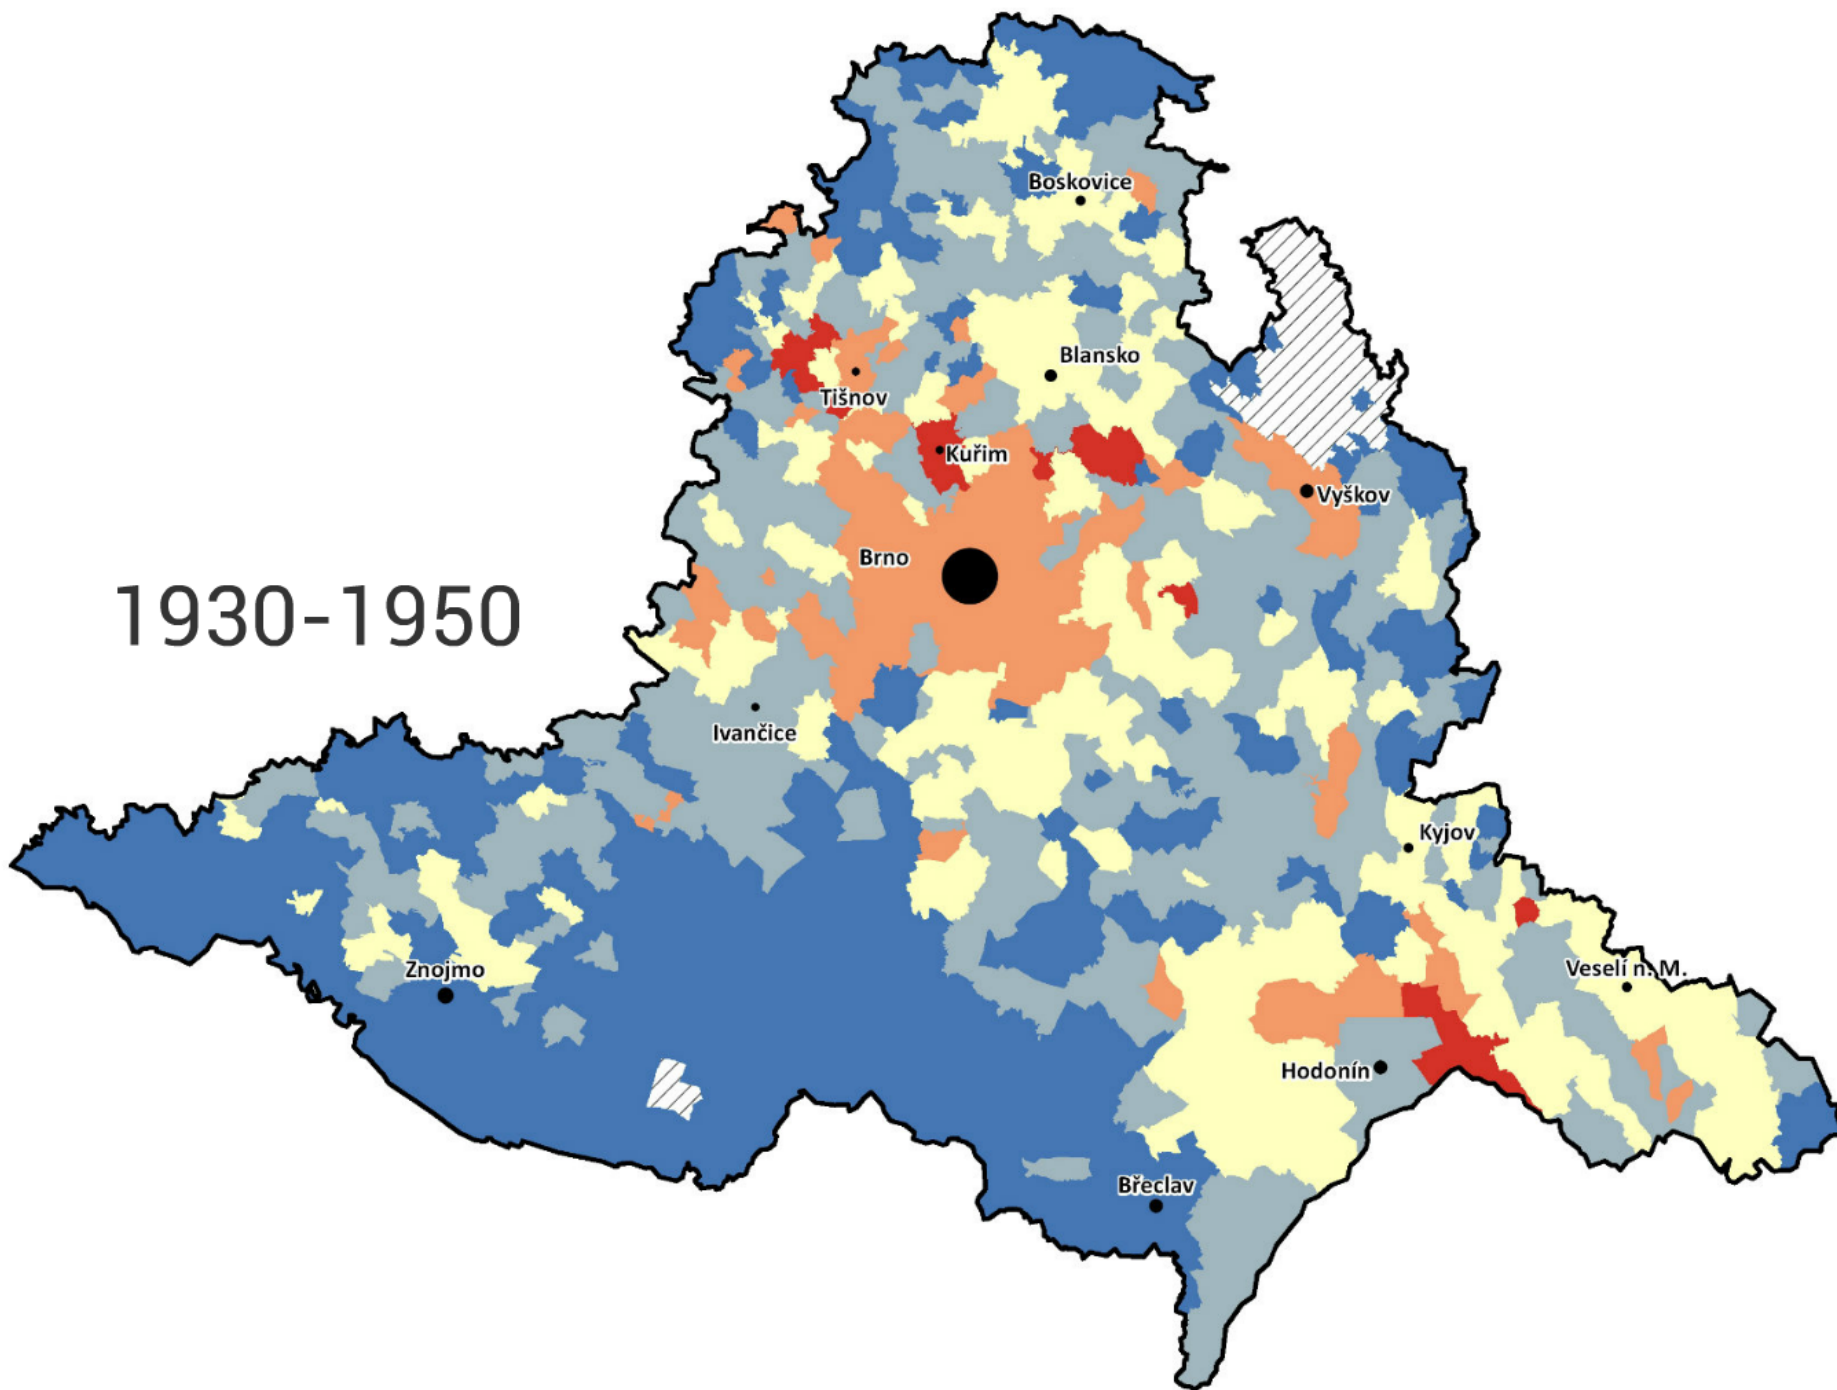 Boskovice
Blansko
Tišnov
Kuřim
Vyškov
Brno
1930-1950
Ivančice
Kyjov
Znojmo
Veselí n. M.
Hodonín
Břeclav